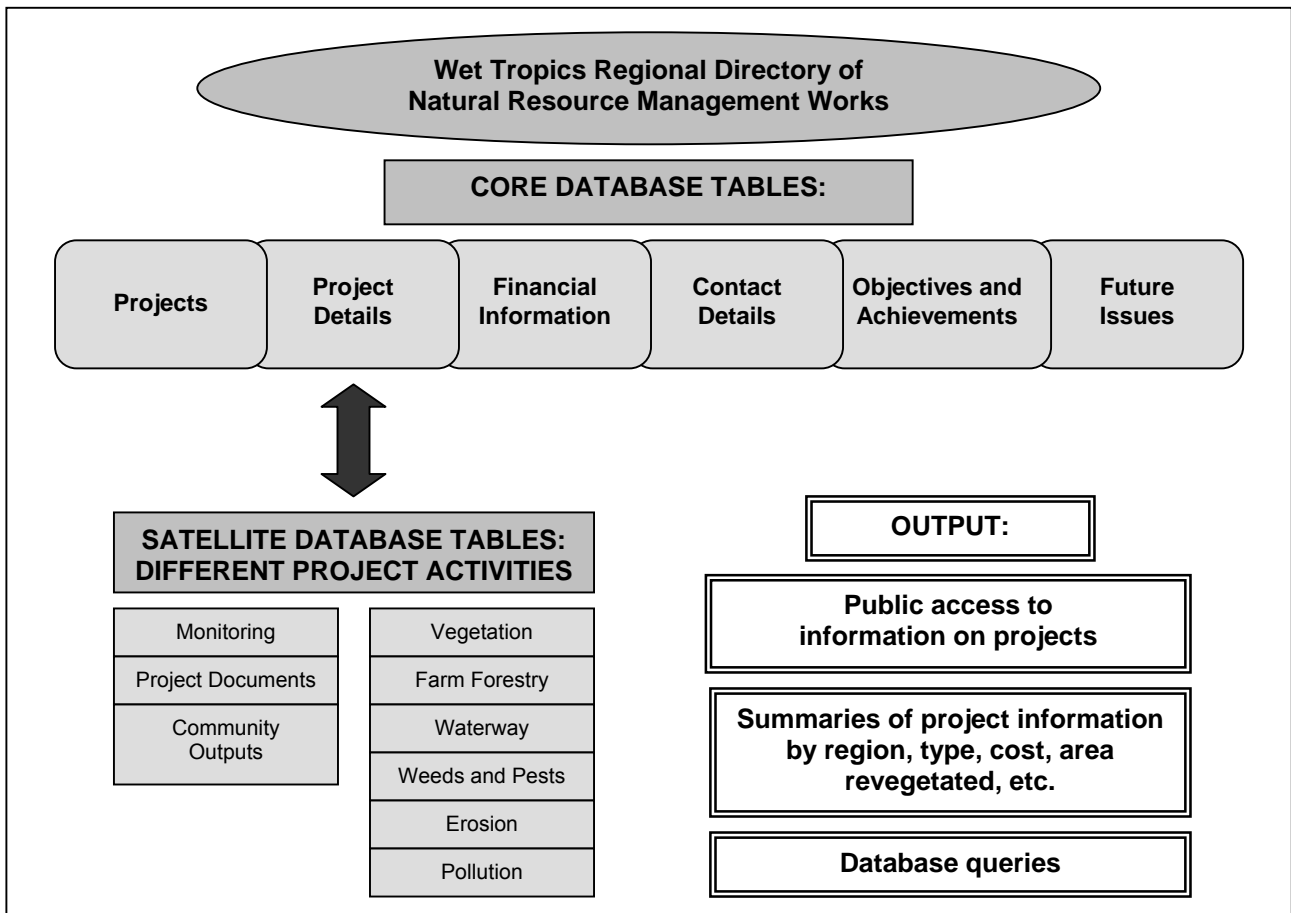 Wet Tropics Regional Directory of
Natural Resource Management Works
CORE DATABASE TABLES:
Projects
Project
Details
Financial
Information
Contact
Details
Objectives and
Achievements
Future
Issues
SATELLITE DATABASE TABLES:
DIFFERENT PROJECT ACTIVITIES
Monitoring
Project Documents
Community
Outputs
Vegetation
Farm Forestry
Waterway
Weeds and Pests
Erosion
Pollution
OUTPUT:
Public access to
information on projects
Summaries of project information
by region, type, cost, area
revegetated, etc.
Database queries